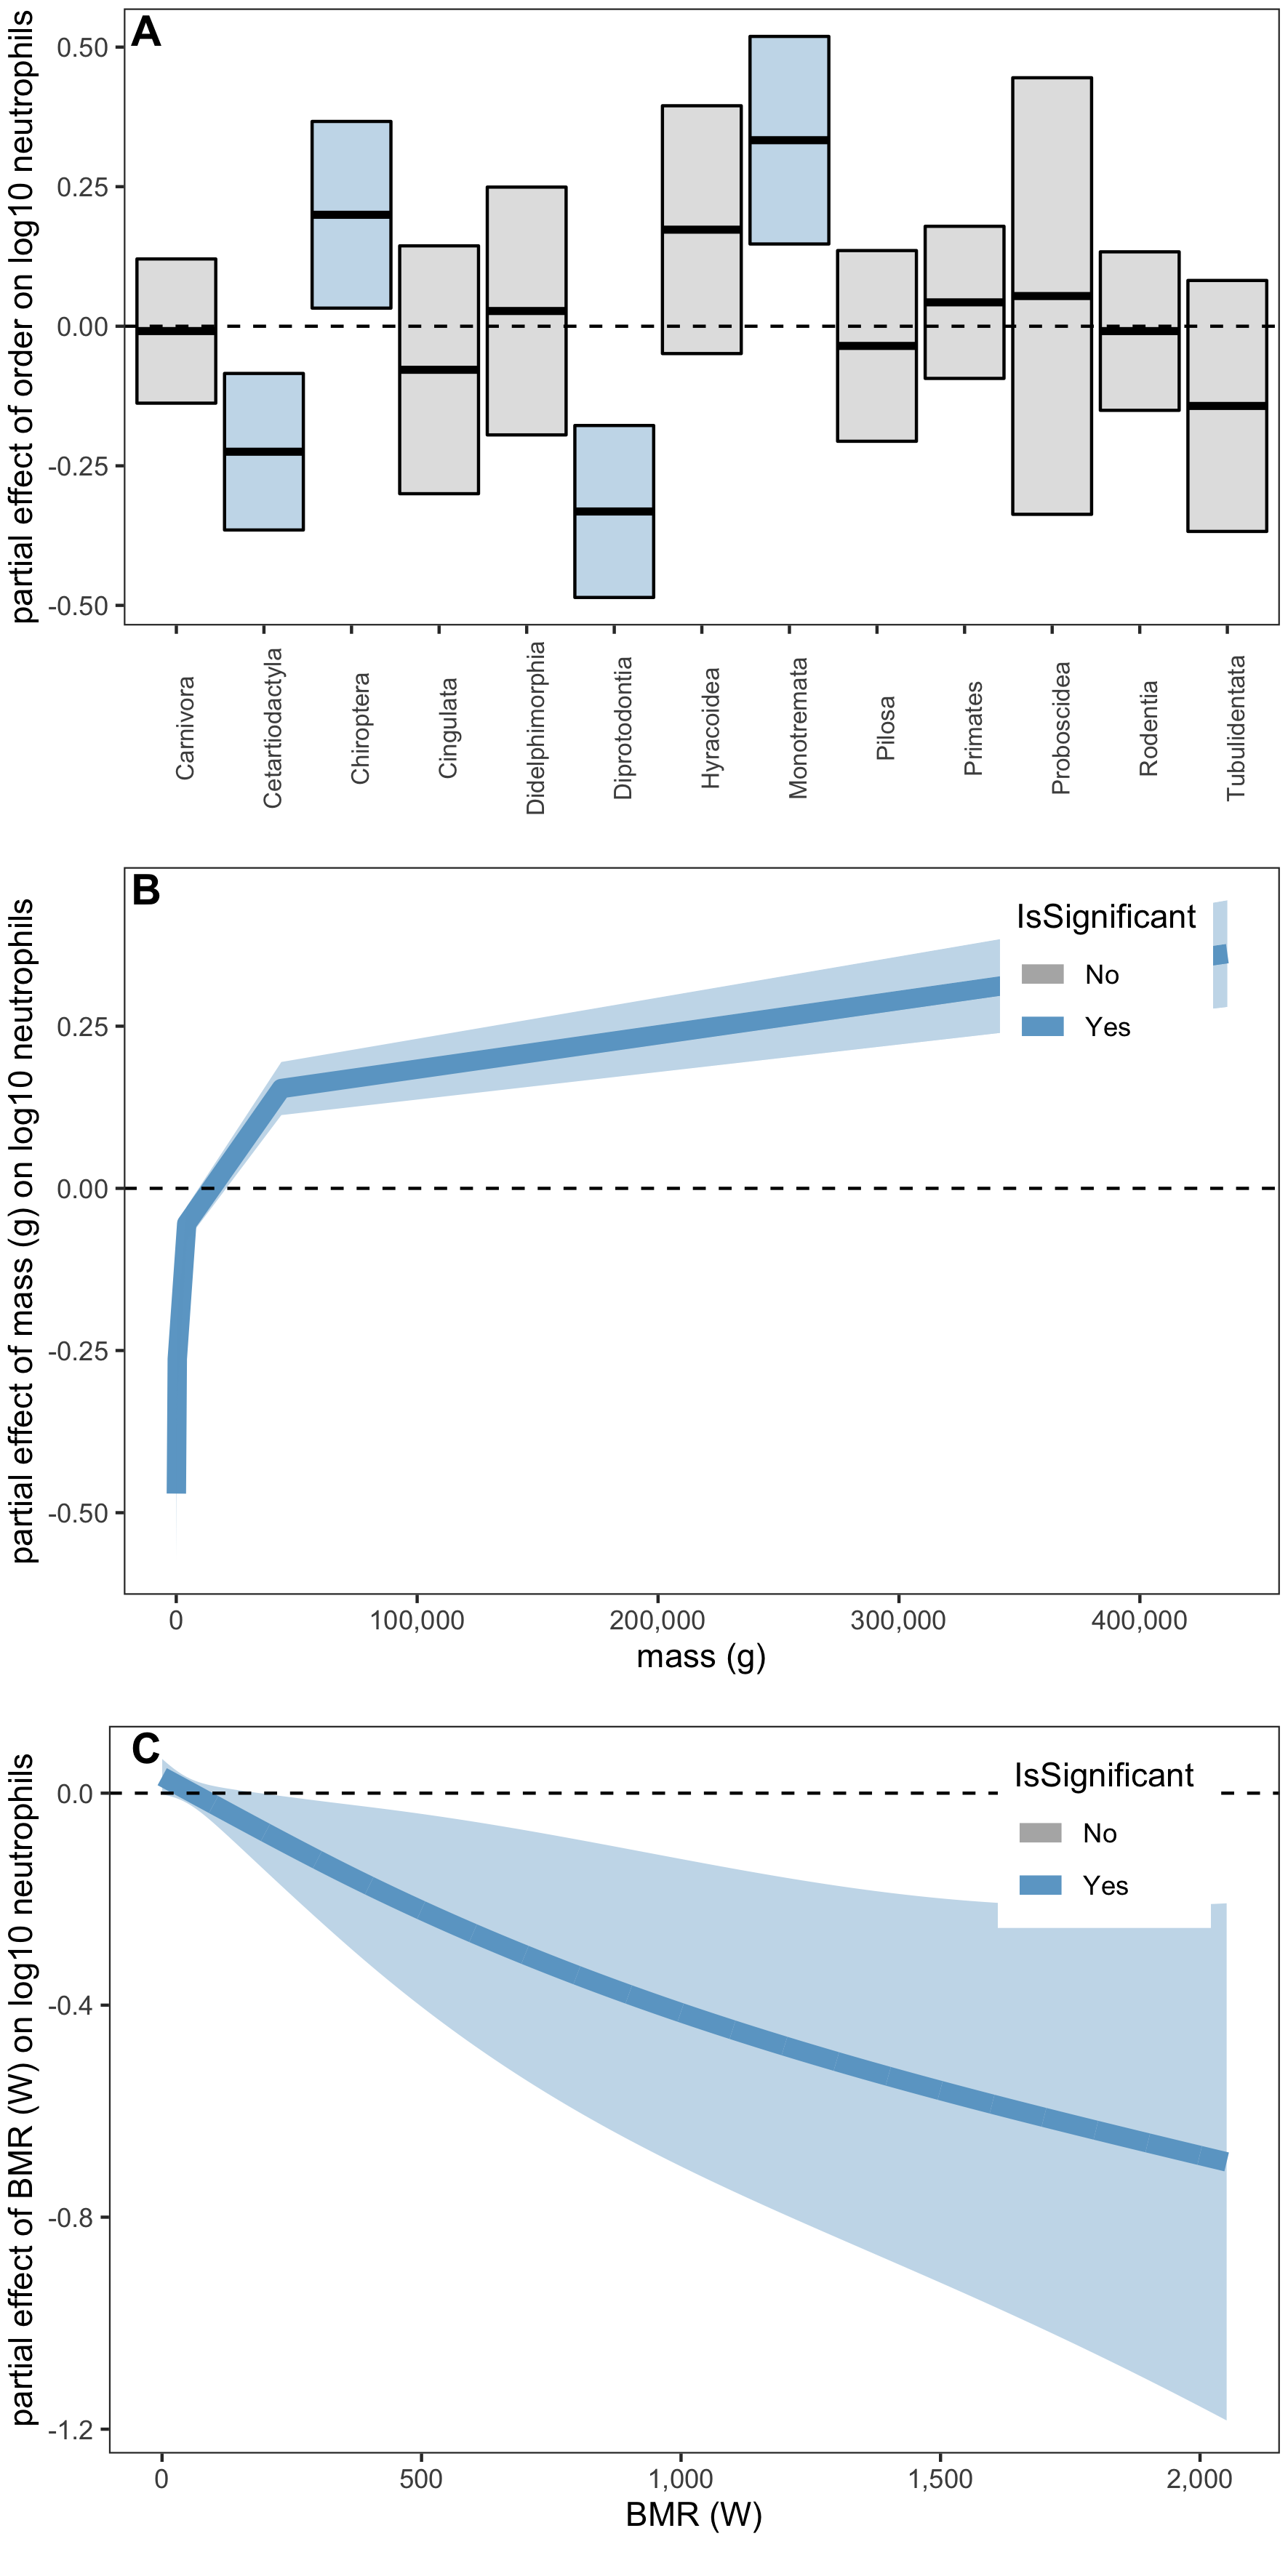 A
partial effect of order on log10 neutrophils
0.50
0.25
0.00
-0.25
-0.50
Carnivora
Cetartiodactyla
Chiroptera
Cingulata
Didelphimorphia
Diprotodontia
Hyracoidea
Monotremata
Pilosa
Primates
Proboscidea
Rodentia
Tubulidentata
B
partial effect of mass (g) on log10 neutrophils
0.25
0.00
-0.25
-0.50
IsSignificant
No
Yes
0
100,000
200,000
300,000
400,000
mass (g)
C
partial effect of BMR (W) on log10 neutrophils
0.0
-0.4
-0.8
-1.2
IsSignificant
No
Yes
0
500
1,000
1,500
2,000
BMR (W)